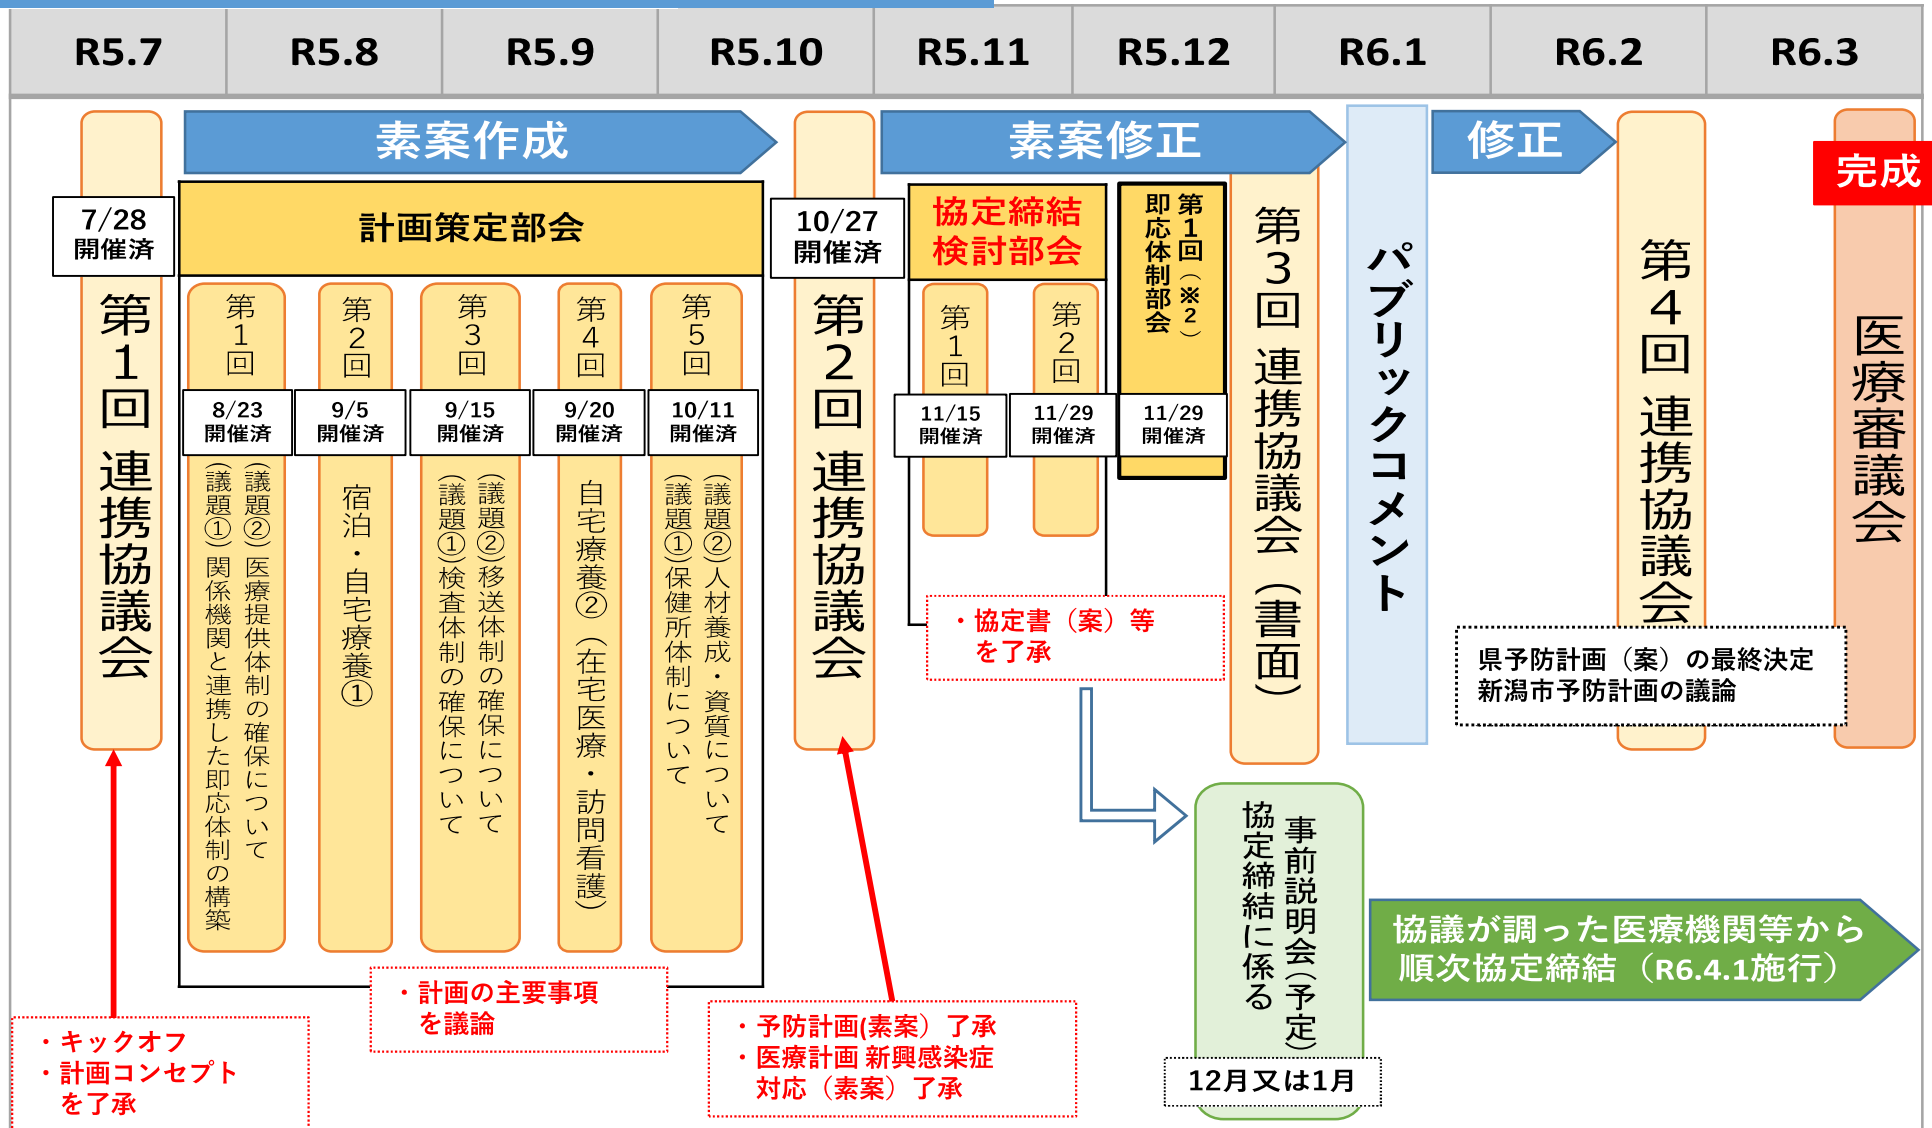 R5.7
R5.8
R5.9
R5.10
R5.11
R5.12
R6.1
R6.2
R6.3
素案作成
素案修正
修正
完成
7/28
開催済
第1回 連携協議会
計画策定部会
第1回
8/23
開催済
（議題①）関係機関と連携した即応体制の構築
（議題②）医療提供体制の確保について
第2回
9/5
開催済
宿泊・自宅療養①
第3回
9/15
開催済
（議題①）検査体制の確保について
（議題②）移送体制の確保について
第4回
9/20
開催済
自宅療養②（在宅医療・訪問看護）
第5回
10/11
開催済
（議題①）保健所体制について
（議題②）人材養成・資質について
10/27
開催済
第2回 連携協議会
協定締結
検討部会
第1回
11/15
開催済
第2回
11/29
開催済
第1回（※2）
即応体制部会
11/29
開催済
第3回 連携協議会（書面）
パブリックコメント
第4回 連携協議会
医療審議会
・協定書（案）等
を了承
県予防計画（案）の最終決定
新潟市予防計画の議論
協定締結に係る
事前説明会（予定）
12月又は1月
協議が調った医療機関等から
順次協定締結（R6.4.1施行）
・計画の主要事項
を議論
・予防計画(素案）了承
・医療計画 新興感染症
対応（素案）了承
・キックオフ
・計画コンセプト
を了承